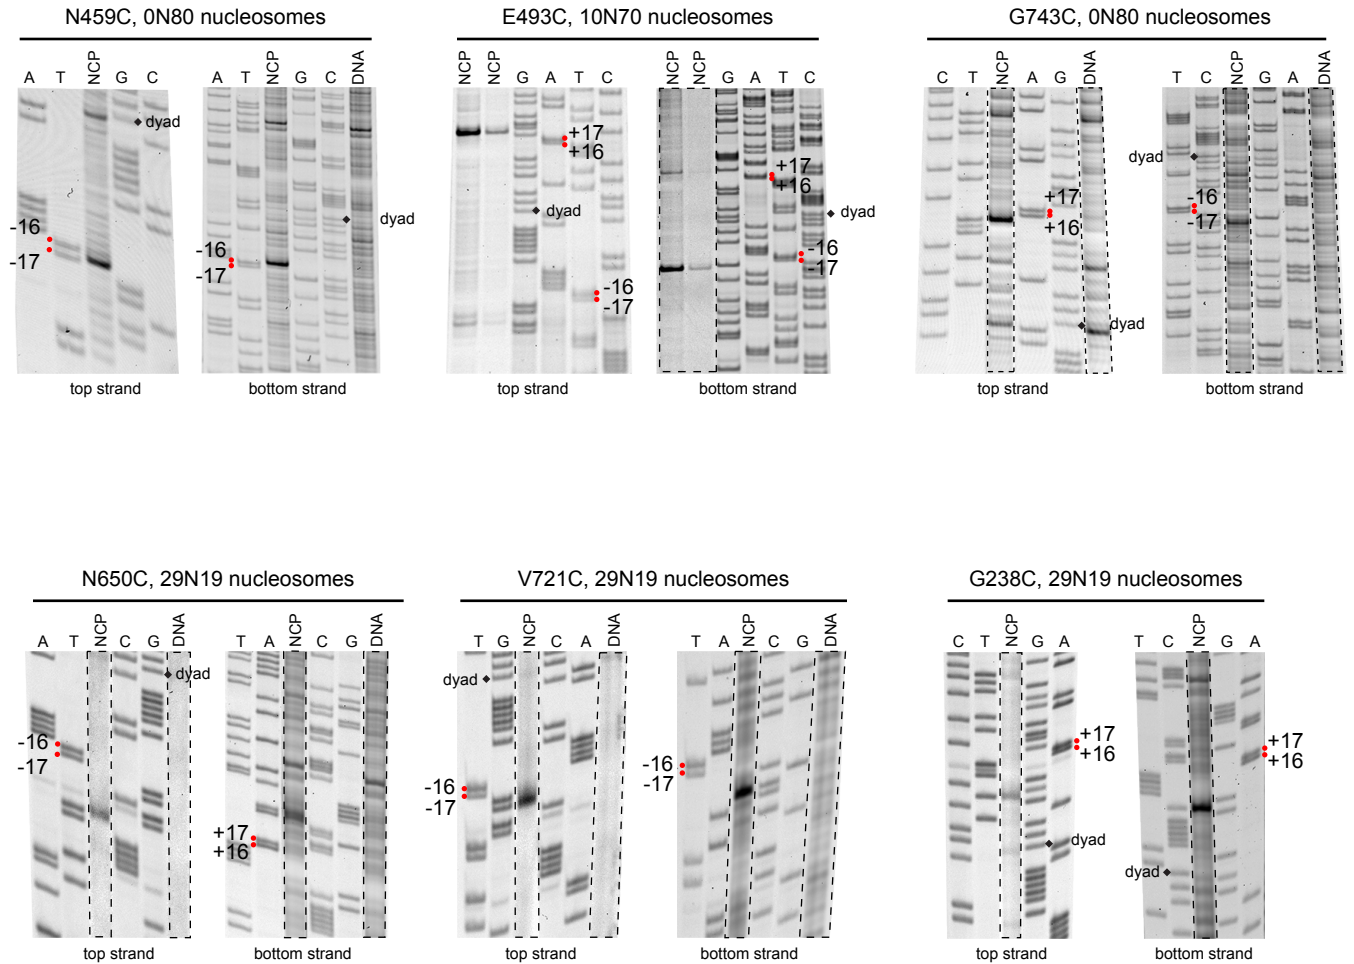 N459C, 0N80 nucleosomes
A T NCP G C
A T NCP G C DNA
dyad
dyad
-16
-17
-16
-17
top strand
bottom strand
E493C, 10N70 nucleosomes
NCP NCP G A T C
NCP NCP G A T C
+17
+16
dyad
-16
-17
+17
+16
dyad
-16
-17
top strand
bottom strand
G743C, 0N80 nucleosomes
C T NCP A G DNA
T C NCP G A DNA
+17
+16
dyad
dyad
-16
-17
top strand
bottom strand
N650C, 29N19 nucleosomes
A T NCP C G DNA
T A NCP C G DNA
dyad
-16
-17
+17
+16
top strand
bottom strand
V721C, 29N19 nucleosomes
T G NCP C A DNA
T A NCP C G DNA
dyad
-16
-17
-16
-17
top strand
bottom strand
G238C, 29N19 nucleosomes
C T NCP G A
T C NCP G A
+17
+16
dyad
+17
+16
dyad
top strand
bottom strand